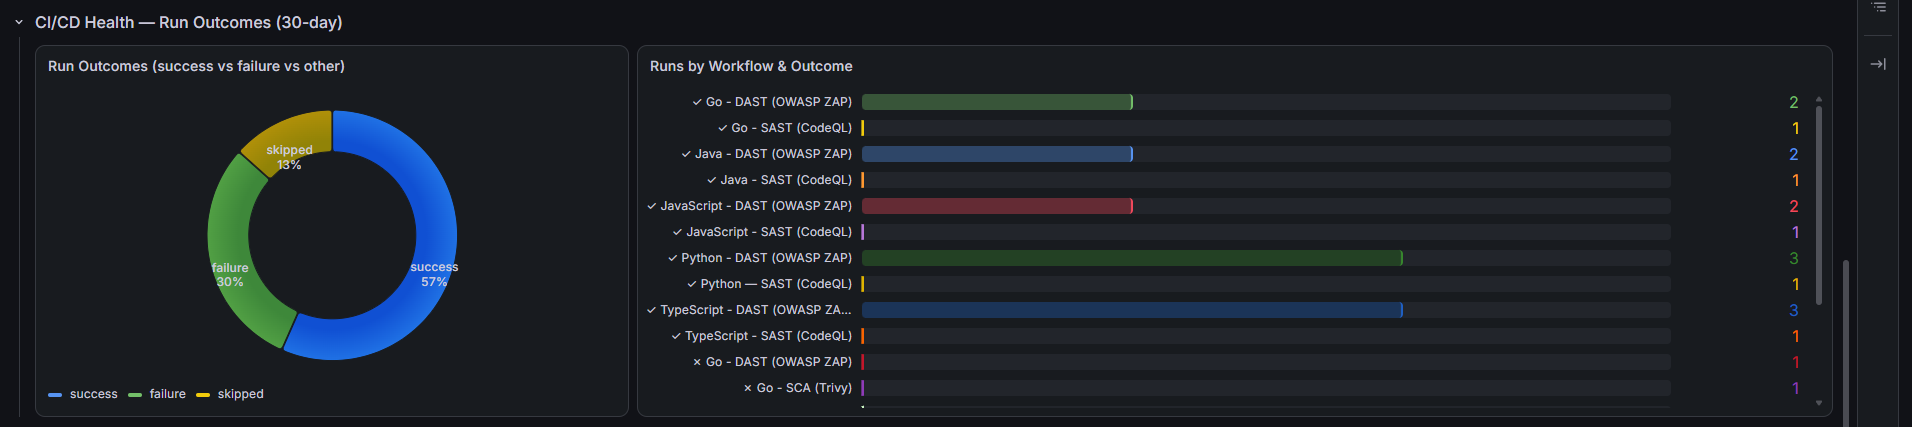 CI/CD Health — Run Outcomes (30-day)
Run Outcomes (success vs failure vs other)
skipped
13%
failure
30%
success
57%
success failure skipped
Runs by Workflow & Outcome
✓ Go - DAST (OWASP ZAP) 2
✓ Go - SAST (CodeQL) 1
✓ Java - DAST (OWASP ZAP) 2
✓ Java - SAST (CodeQL) 1
✓ JavaScript - DAST (OWASP ZAP) 2
✓ JavaScript - SAST (CodeQL) 1
✓ Python - DAST (OWASP ZAP) 3
✓ Python — SAST (CodeQL) 1
✓ TypeScript - DAST (OWASP ZA... 3
✓ TypeScript - SAST (CodeQL) 1
✕ Go - DAST (OWASP ZAP) 1
✕ Go - SCA (Trivy) 1